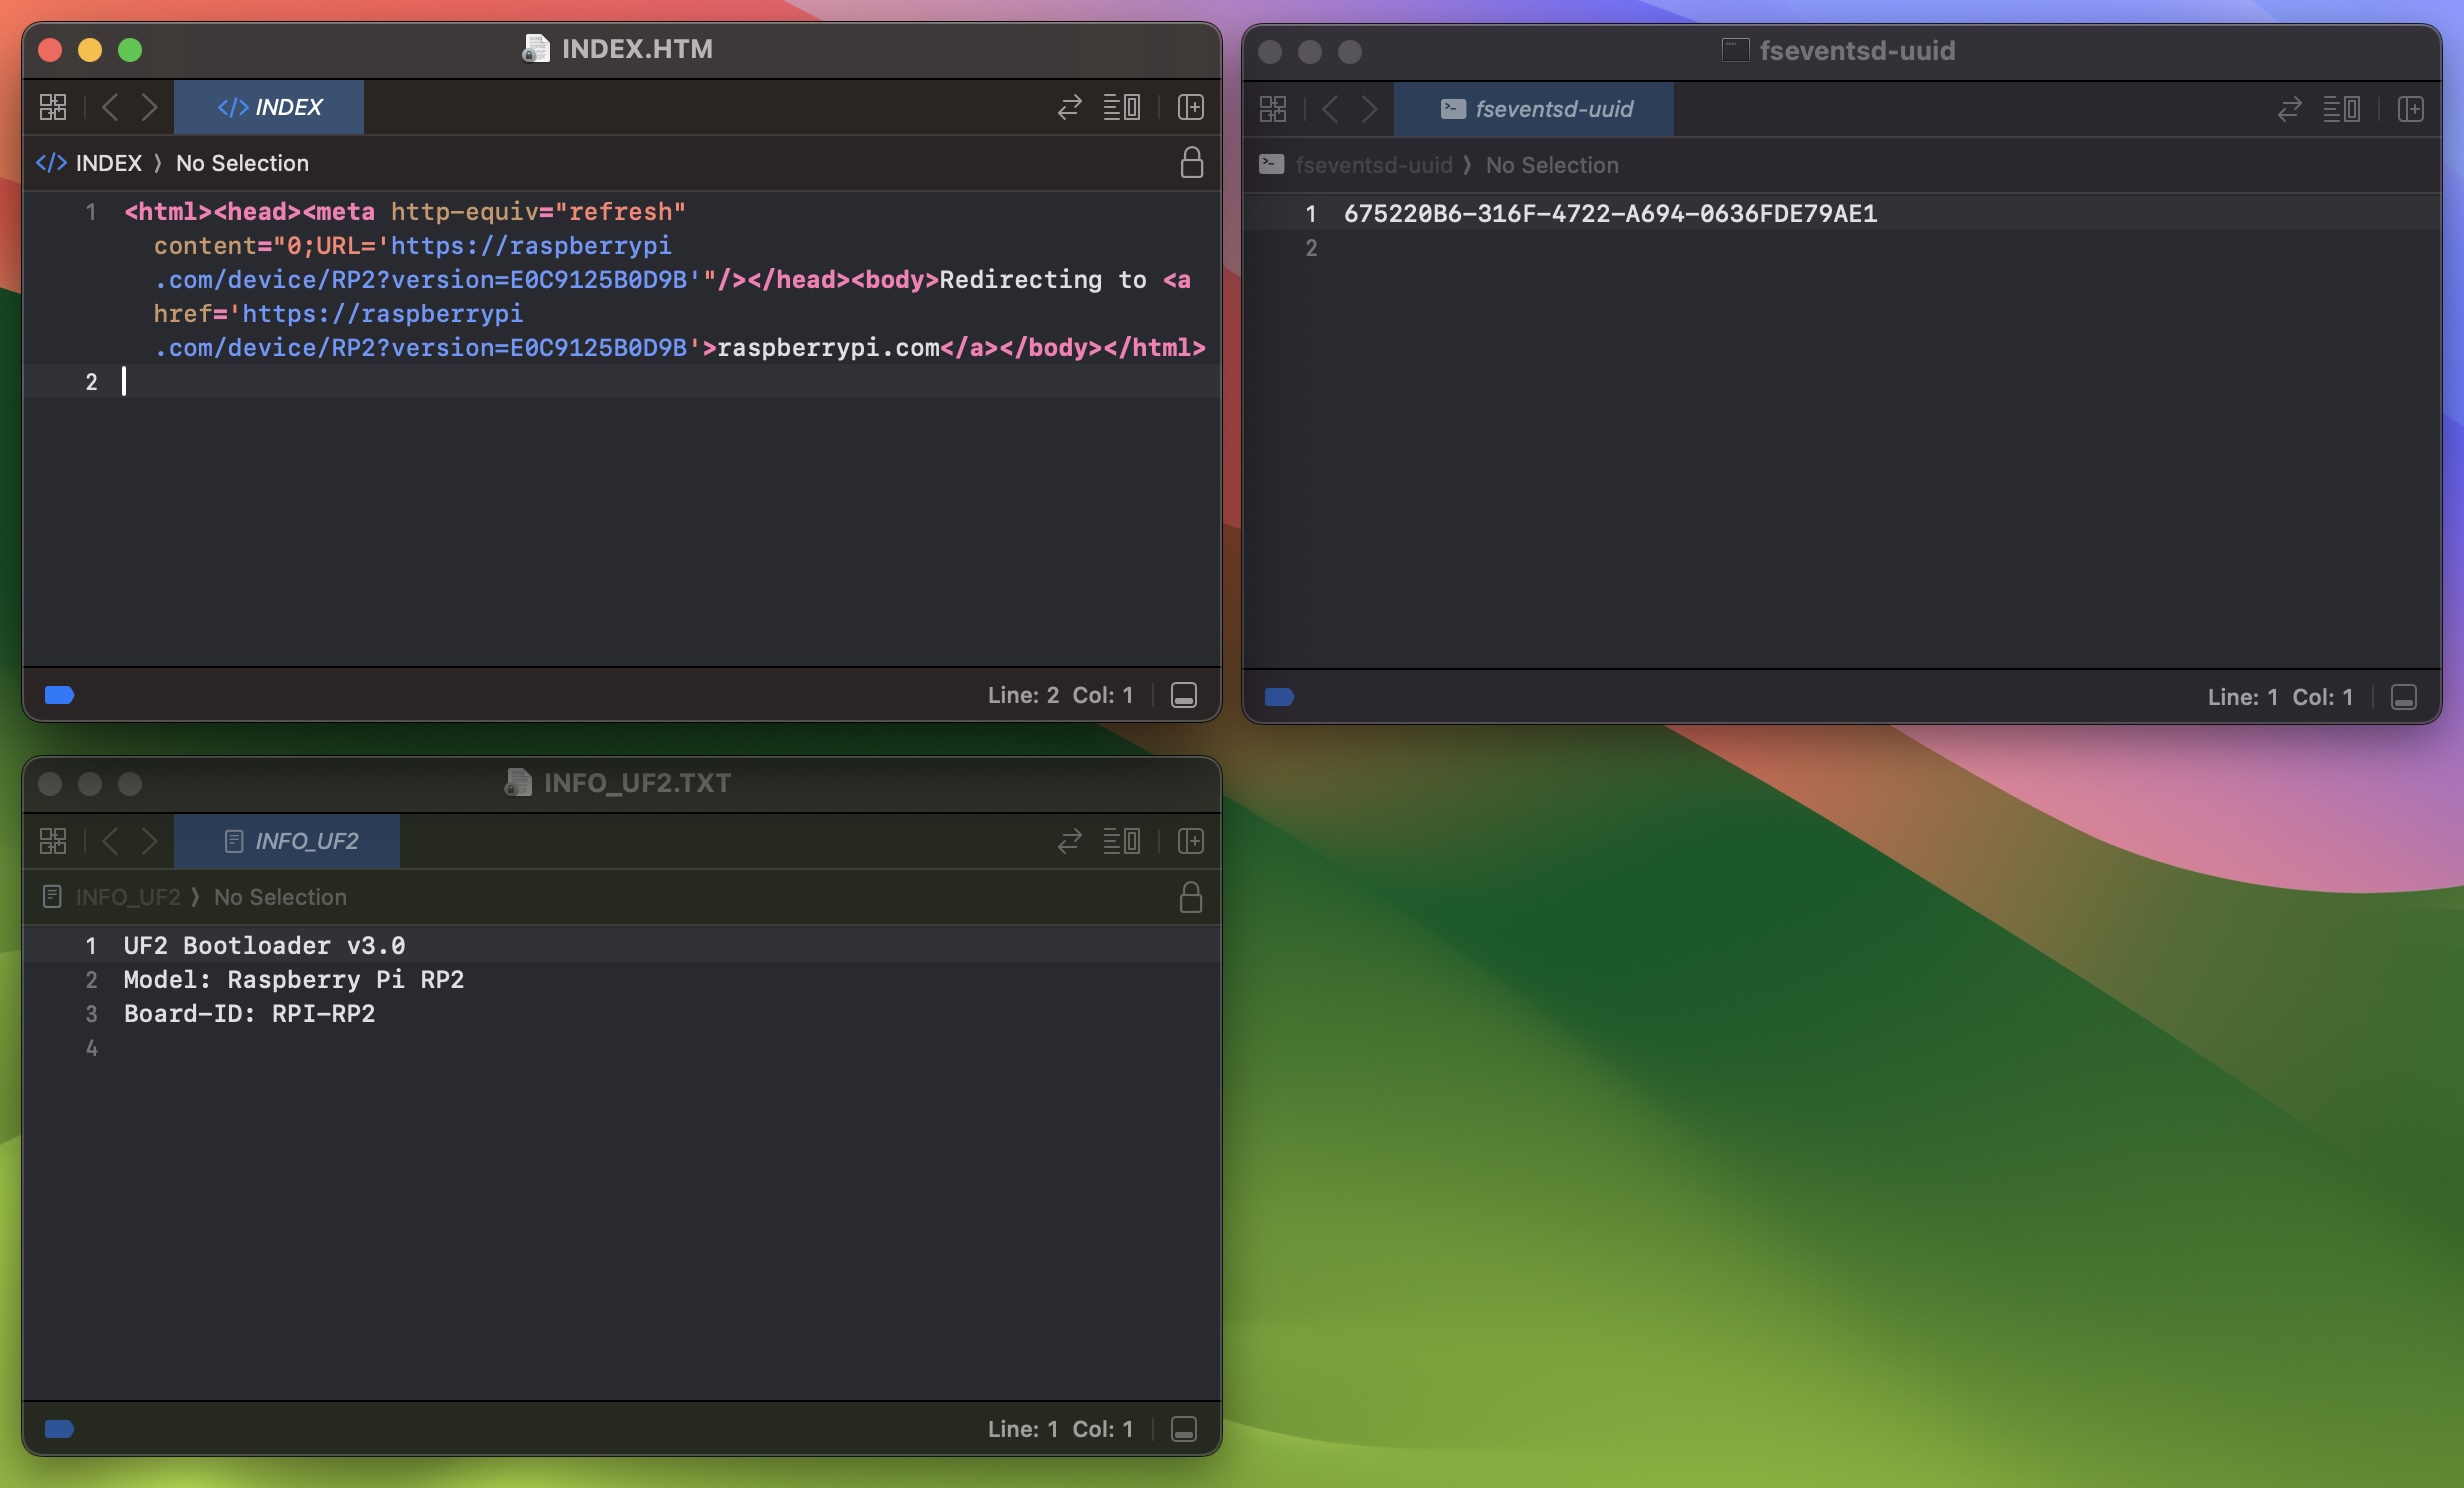 INDEX.HTM
INDEX
INDEX ⟩ No Selection
1 <html><head><meta http-equiv="refresh"
content="0;URL='https://raspberrypi
.com/device/RP2?version=E0C9125B0D9B'"/></head><body>Redirecting to <a
href='https://raspberrypi
.com/device/RP2?version=E0C9125B0D9B'>raspberrypi.com</a></body></html>
2
Line: 2 Col: 1
fseventsd-uuid
fseventsd-uuid
fseventsd-uuid ⟩ No Selection
1 675220B6-316F-4722-A694-0636FDE79AE1
2
Line: 1 Col: 1
INFO_UF2.TXT
INFO_UF2
INFO_UF2 ⟩ No Selection
1 UF2 Bootloader v3.0
2 Model: Raspberry Pi RP2
3 Board-ID: RPI-RP2
4
Line: 1 Col: 1